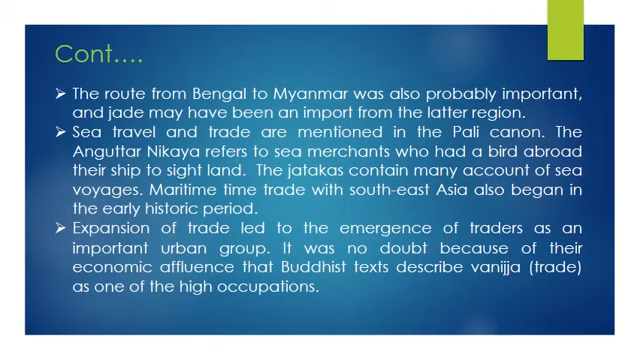 Cont….
➢ The route from Bengal to Myanmar was also probably important,
and jade may have been an import from the latter region.
➢ Sea travel and trade are mentioned in the Pali canon. The
Anguttar Nikaya refers to sea merchants who had a bird abroad
their ship to sight land. The jatakas contain many account of sea
voyages. Maritime time trade with south-east Asia also began in
the early historic period.
➢ Expansion of trade led to the emergence of traders as an
important urban group. It was no doubt because of their
economic affluence that Buddhist texts describe vanijja (trade)
as one of the high occupations.